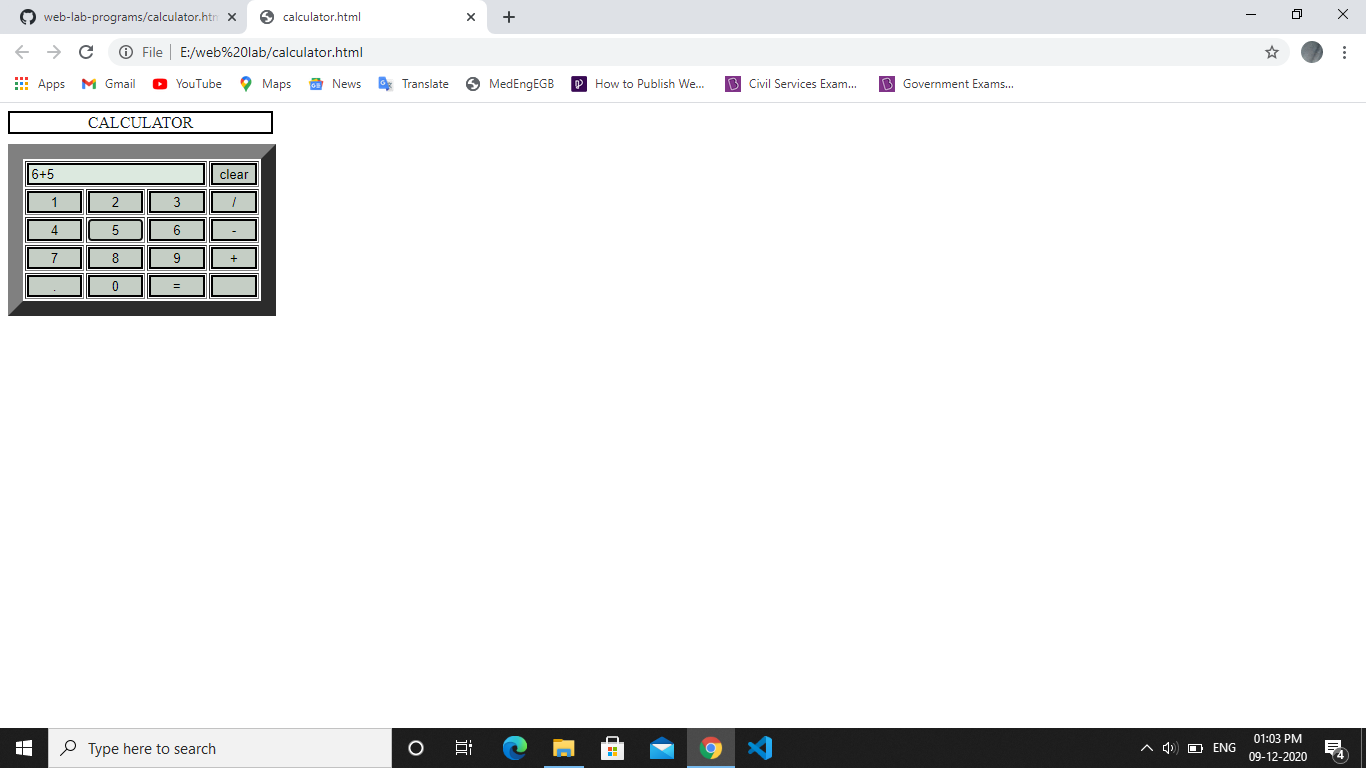 web-lab-programs/calculator.htm
calculator.html
File
E:/web%20lab/calculator.html
Apps
Gmail
YouTube
Maps
News
Translate
MedEngEGB
How to Publish We...
Civil Services Exam...
Government Exams...
CALCULATOR
6+5 clear
1 2 3 /
4 5 6 -
7 8 9 +
. 0 =
Type here to search
ENG
01:03 PM
09-12-2020
4